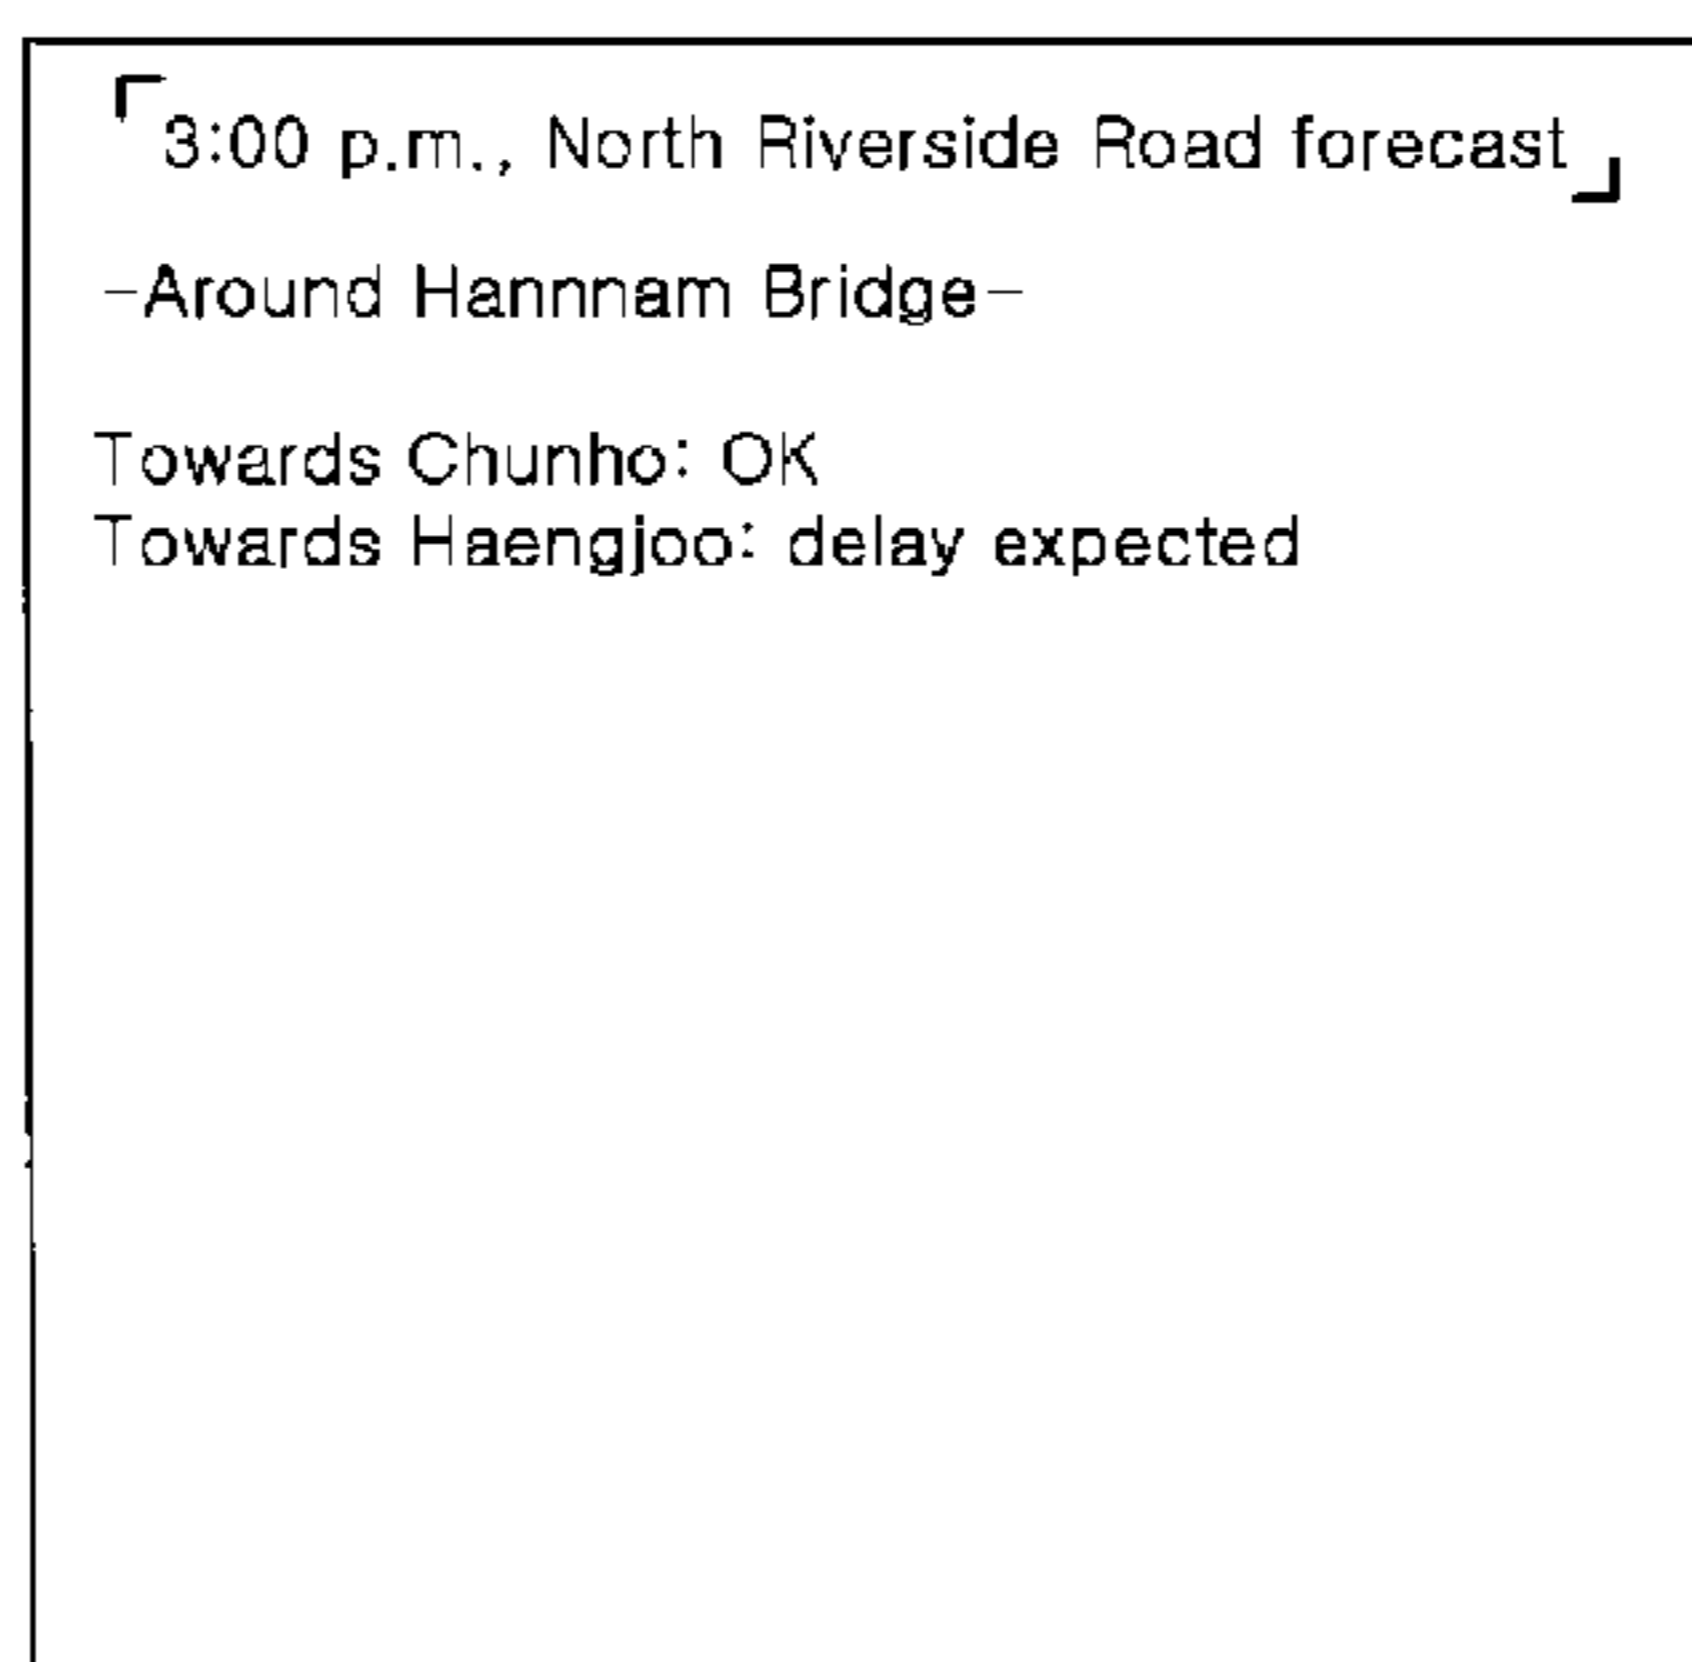 「3:00 p.m., North Riverside Road forecast」
-Around Hannnam Bridge-
Towards Chunho: OK
Towards Haengjoo: delay expected